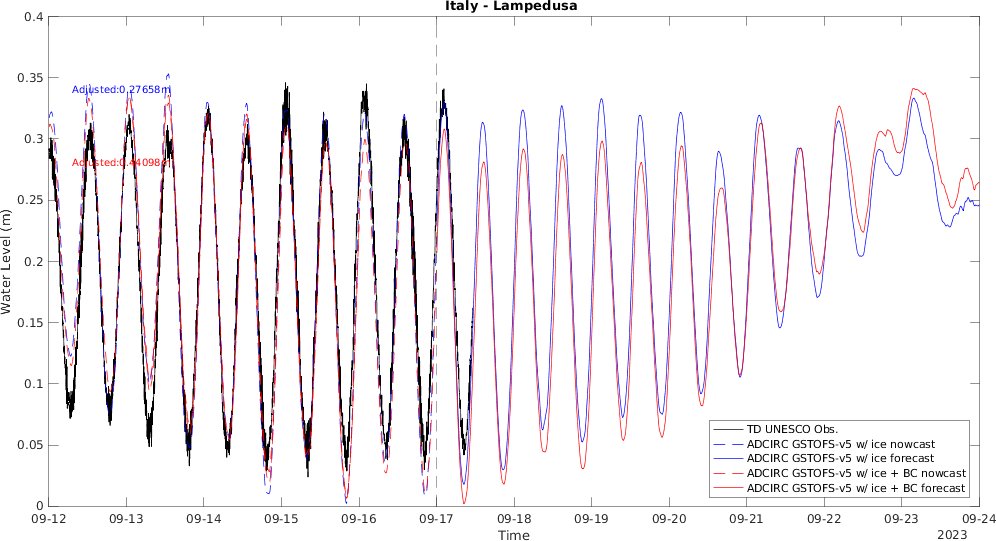 Italy - Lampedusa
0.4
0.35
0.3
0.25
0.2
0.15
0.1
0.05
0
Water Level (m)
Adjusted:0.27658m
Adjusted:0.44098m
TD UNESCO Obs.
ADCIRC GSTOFS-v5 w/ ice nowcast
ADCIRC GSTOFS-v5 w/ ice forecast
ADCIRC GSTOFS-v5 w/ ice + BC nowcast
ADCIRC GSTOFS-v5 w/ ice + BC forecast
09-12 09-13 09-14 09-15 09-16 09-17 09-18 09-19 09-20 09-21 09-22 09-23 09-24
Time
2023